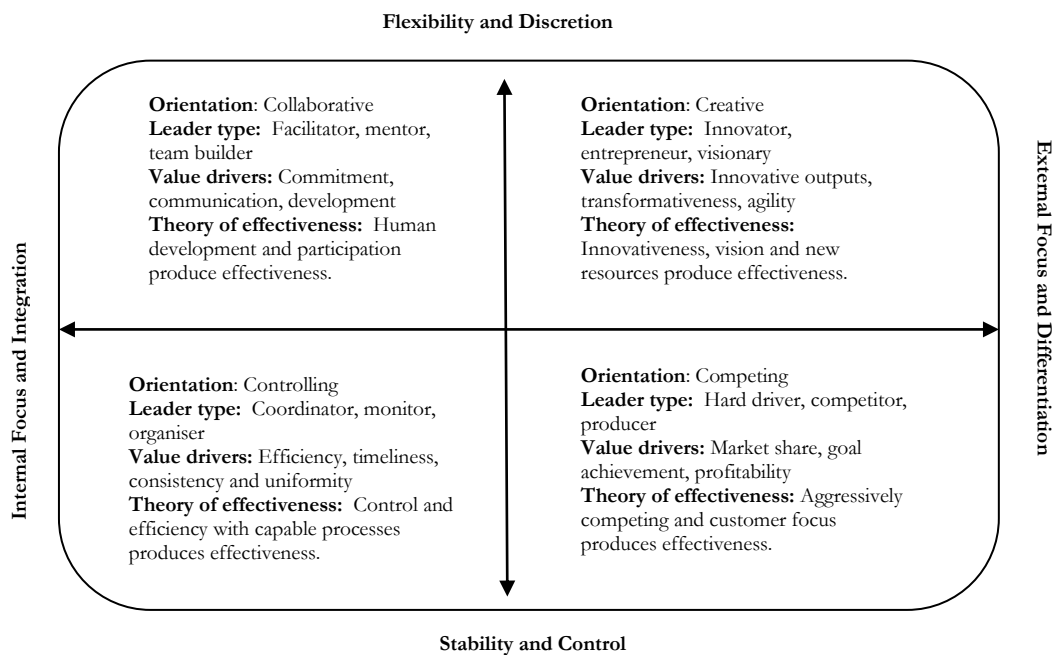 Flexibility and Discretion
Internal Focus and Integration
Orientation: Collaborative
Leader type: Facilitator, mentor,
team builder
Value drivers: Commitment,
communication, development
Theory of effectiveness: Human
development and participation
produce effectiveness.
Orientation: Creative
Leader type: Innovator,
entrepreneur, visionary
Value drivers: Innovative outputs,
transformativeness, agility
Theory of effectiveness:
Innovativeness, vision and new
resources produce effectiveness.
External Focus and Differentiation
Orientation: Controlling
Leader type: Coordinator, monitor,
organiser
Value drivers: Efficiency, timeliness,
consistency and uniformity
Theory of effectiveness: Control and
efficiency with capable processes
produces effectiveness.
Orientation: Competing
Leader type: Hard driver, competitor,
producer
Value drivers: Market share, goal
achievement, profitability
Theory of effectiveness: Aggressively
competing and customer focus
produces effectiveness.
Stability and Control